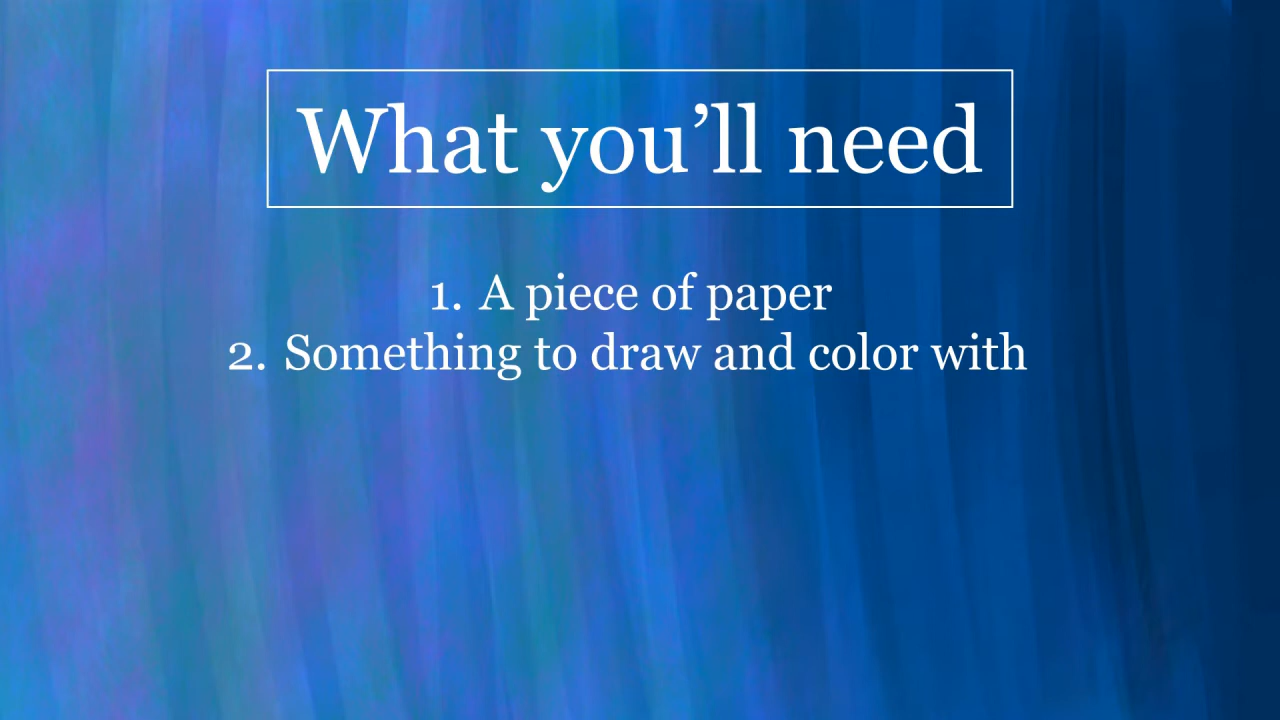 What you’ll need
1. A piece of paper
2. Something to draw and color with